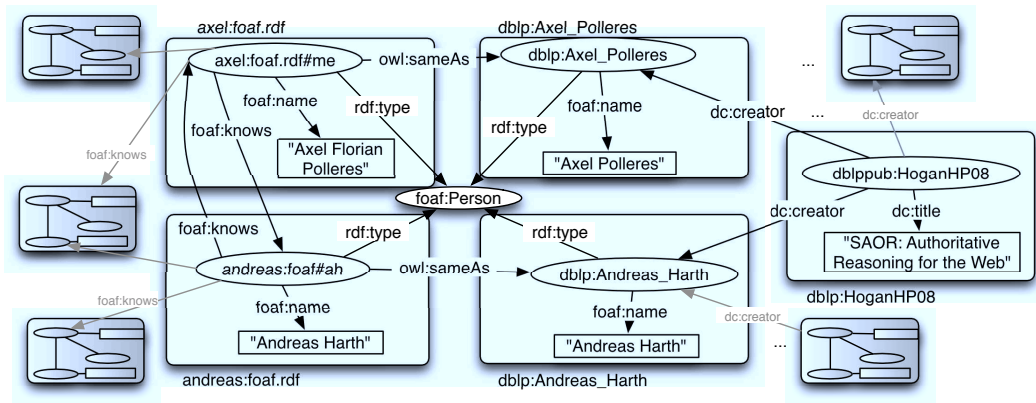 axel:foaf.rdf
dblp:Axel_Polleres
axel:foaf.rdf#me
owl:sameAs
dblp:Axel_Polleres
...
foaf:name
rdf:type
foaf:name
rdf:type
dc:creator
...
dc:creator
foaf:knows
"Axel Florian
Polleres"
"Axel Polleres"
foaf:knows
dblppub:HoganHP08
foaf:Person
dc:creator
dc:title
foaf:knows
rdf:type
rdf:type
"SAOR: Authoritative
Reasoning for the Web"
andreas:foaf#ah
owl:sameAs
dblp:Andreas_Harth
dblp:HoganHP08
foaf:knows
foaf:name
foaf:name
dc:creator
"Andreas Harth"
"Andreas Harth"
...
andreas:foaf.rdf
dblp:Andreas_Harth